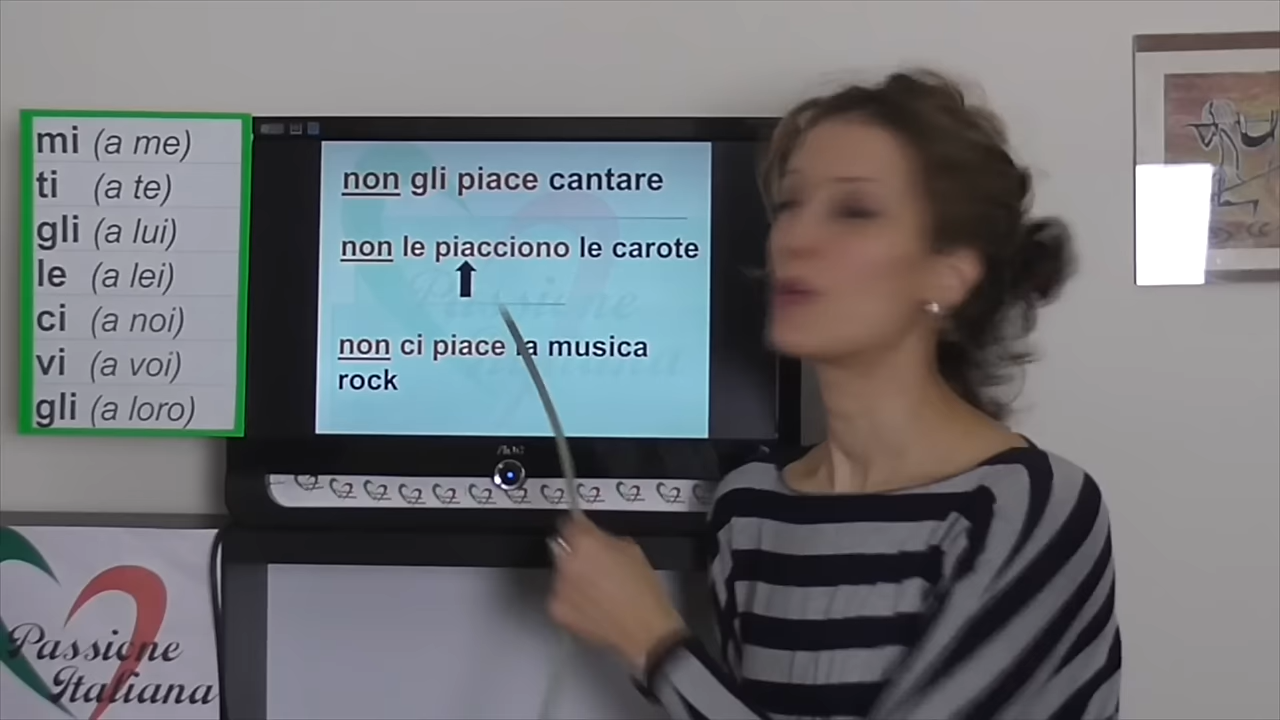 mi (a me)
ti (a te)
gli (a lui)
le (a lei)
ci (a noi)
vi (a voi)
gli (a loro)
non gli piace cantare
non le piacciono le carote
non ci piace la musica
rock
Passione
Italiana